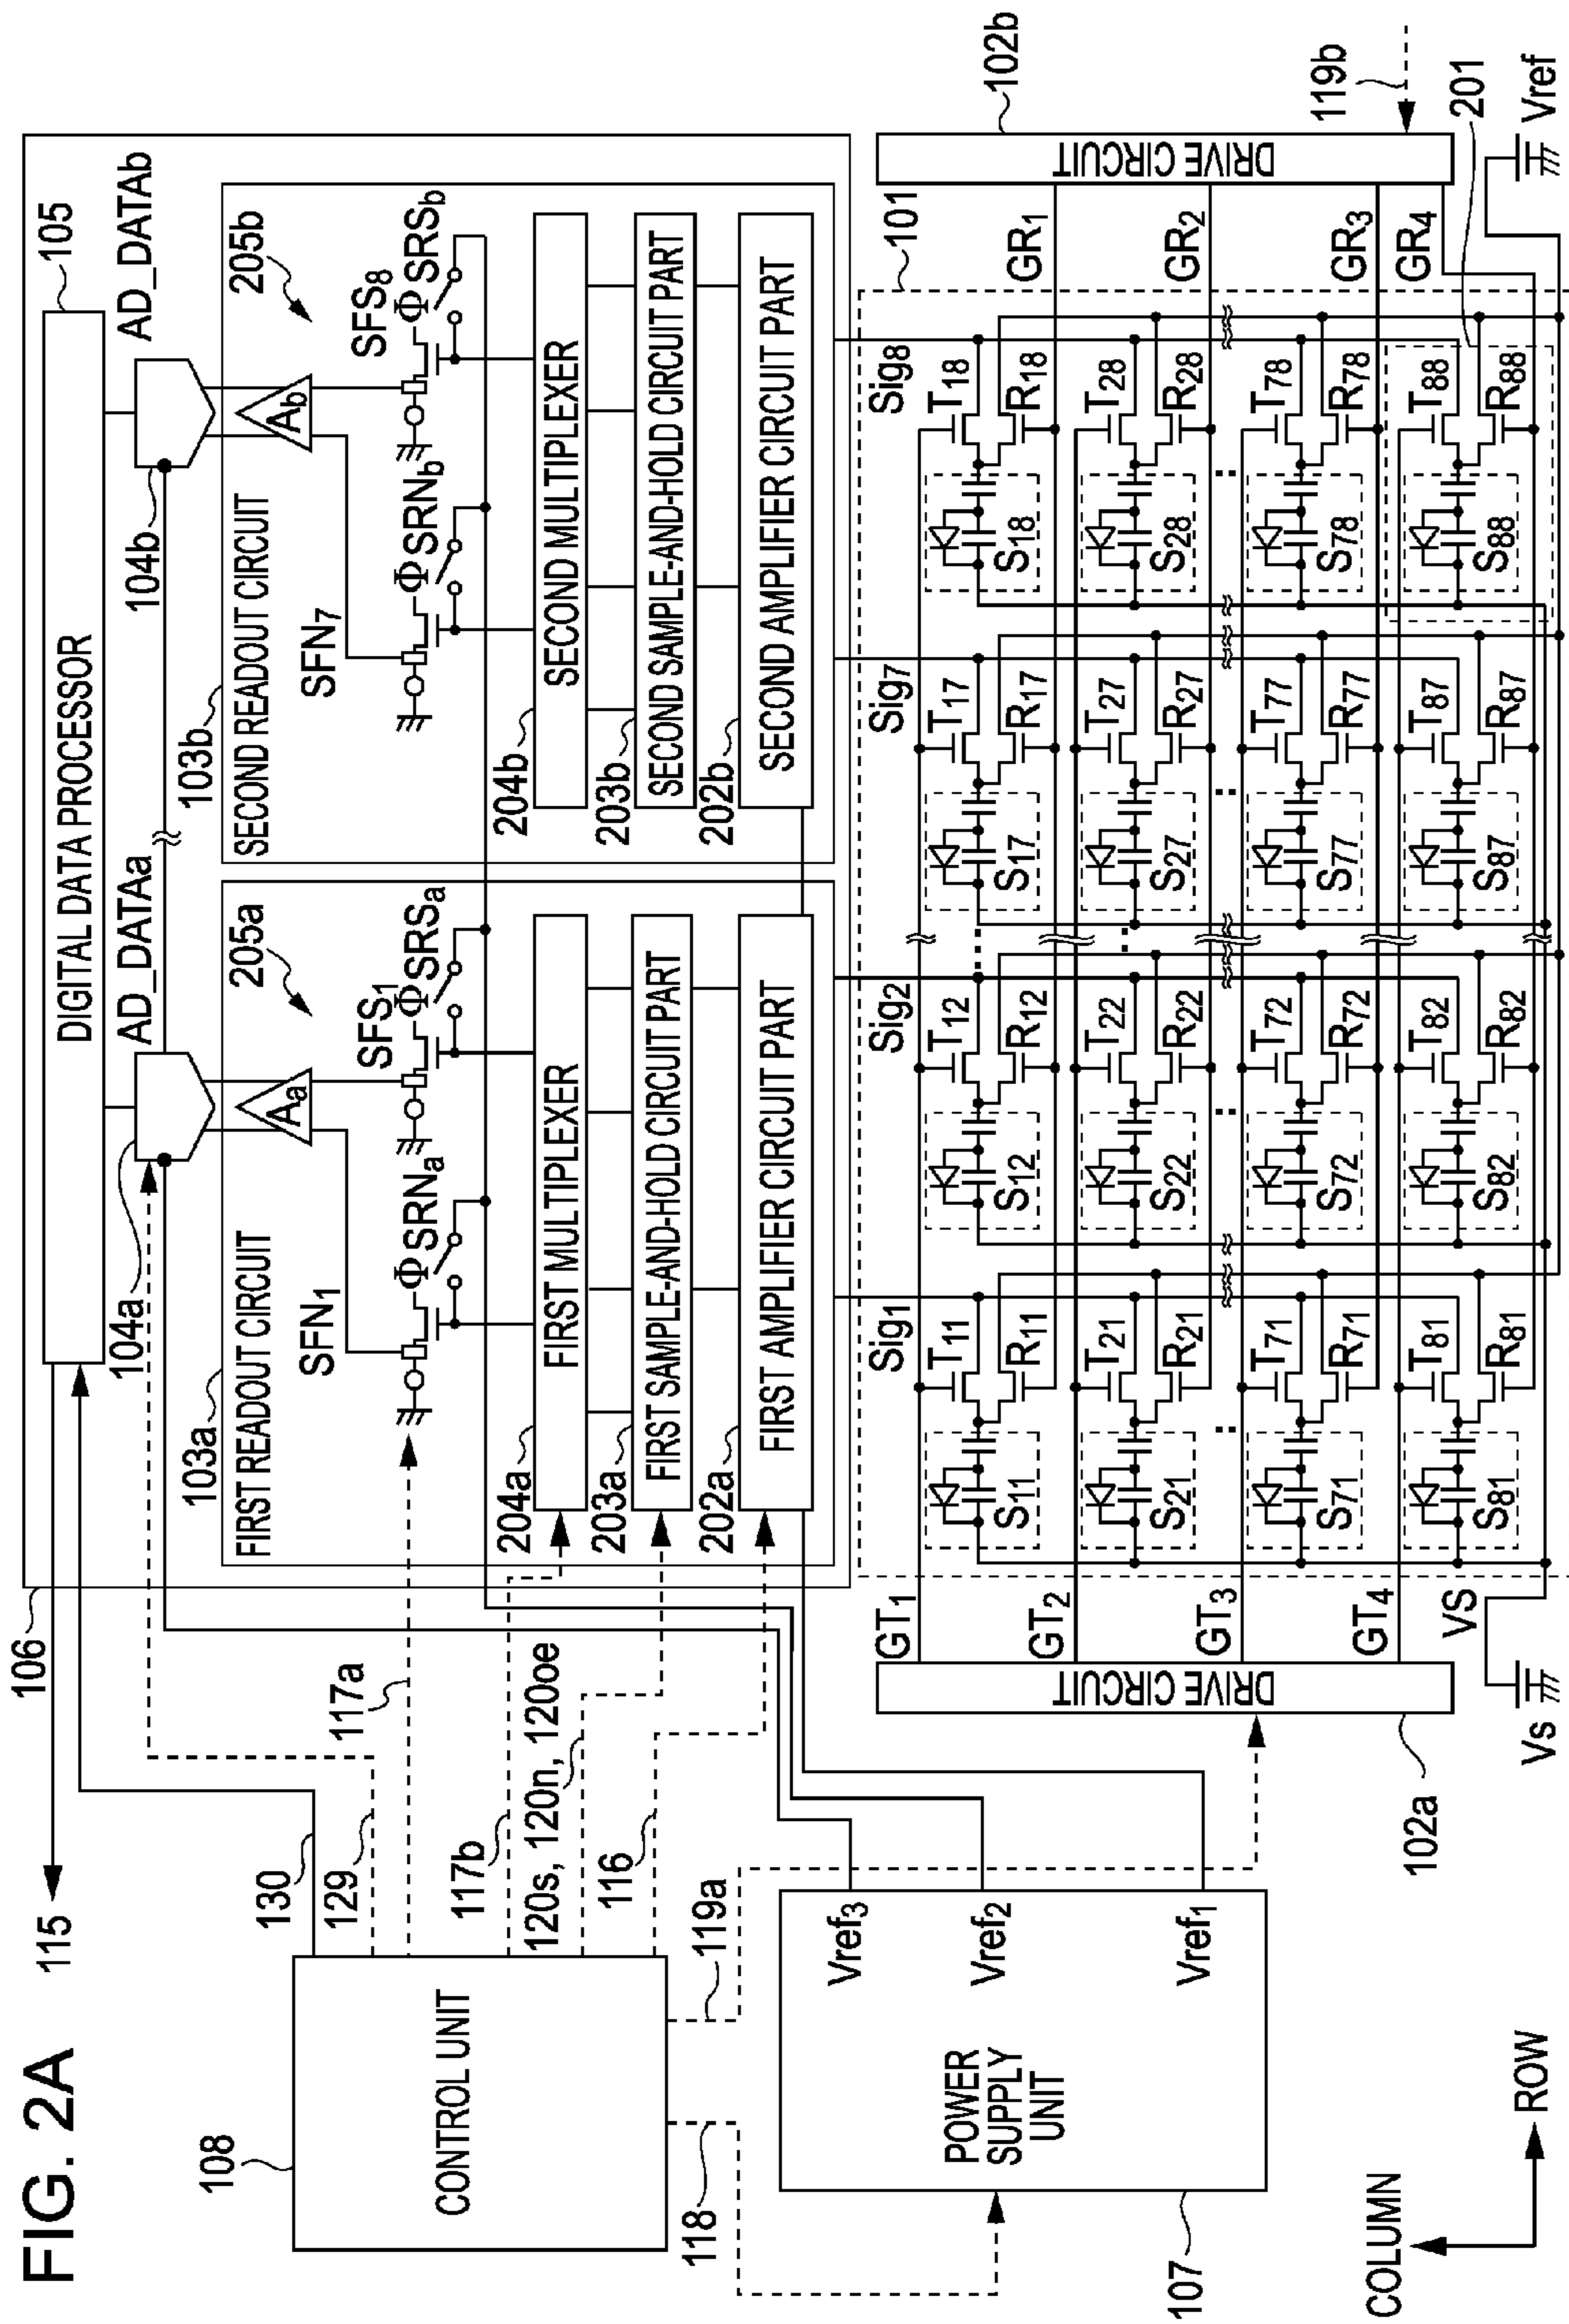 FIG. 2A
115
106
DIGITAL DATA PROCESSOR
105
AD_DATAa
AD_DATAb
104a
104b
103a
103b
FIRST READOUT CIRCUIT
SECOND READOUT CIRCUIT
205a
205b
Aa
Ab
SFN1
ΦSRNa
SFS1
ΦSRSa
SFN7
ΦSRNb
SFS8
ΦSRSb
204a
FIRST MULTIPLEXER
204b
SECOND MULTIPLEXER
203a
FIRST SAMPLE-AND-HOLD CIRCUIT PART
203b
SECOND SAMPLE-AND-HOLD CIRCUIT PART
202a
FIRST AMPLIFIER CIRCUIT PART
202b
SECOND AMPLIFIER CIRCUIT PART
108
CONTROL UNIT
130
129
117a
117b
120s, 120n, 120oe
116
119a
118
107
POWER
SUPPLY
UNIT
Vref3
Vref2
Vref1
102a
DRIVE CIRCUIT
102b
DRIVE CIRCUIT
119b
101
201
GT1
GT2
GT3
GT4
VS
Vs
GR1
GR2
GR3
GR4
Vref
Sig1
Sig2
Sig7
Sig8
S11 T11 R11
S12 T12 R12
S17 T17 R17
S18 T18 R18
S21 T21 R21
S22 T22 R22
S27 T27 R27
S28 T28 R28
S71 T71 R71
S72 T72 R72
S77 T77 R77
S78 T78 R78
S81 T81 R81
S82 T82 R82
S87 T87 R87
S88 T88 R88
COLUMN
ROW